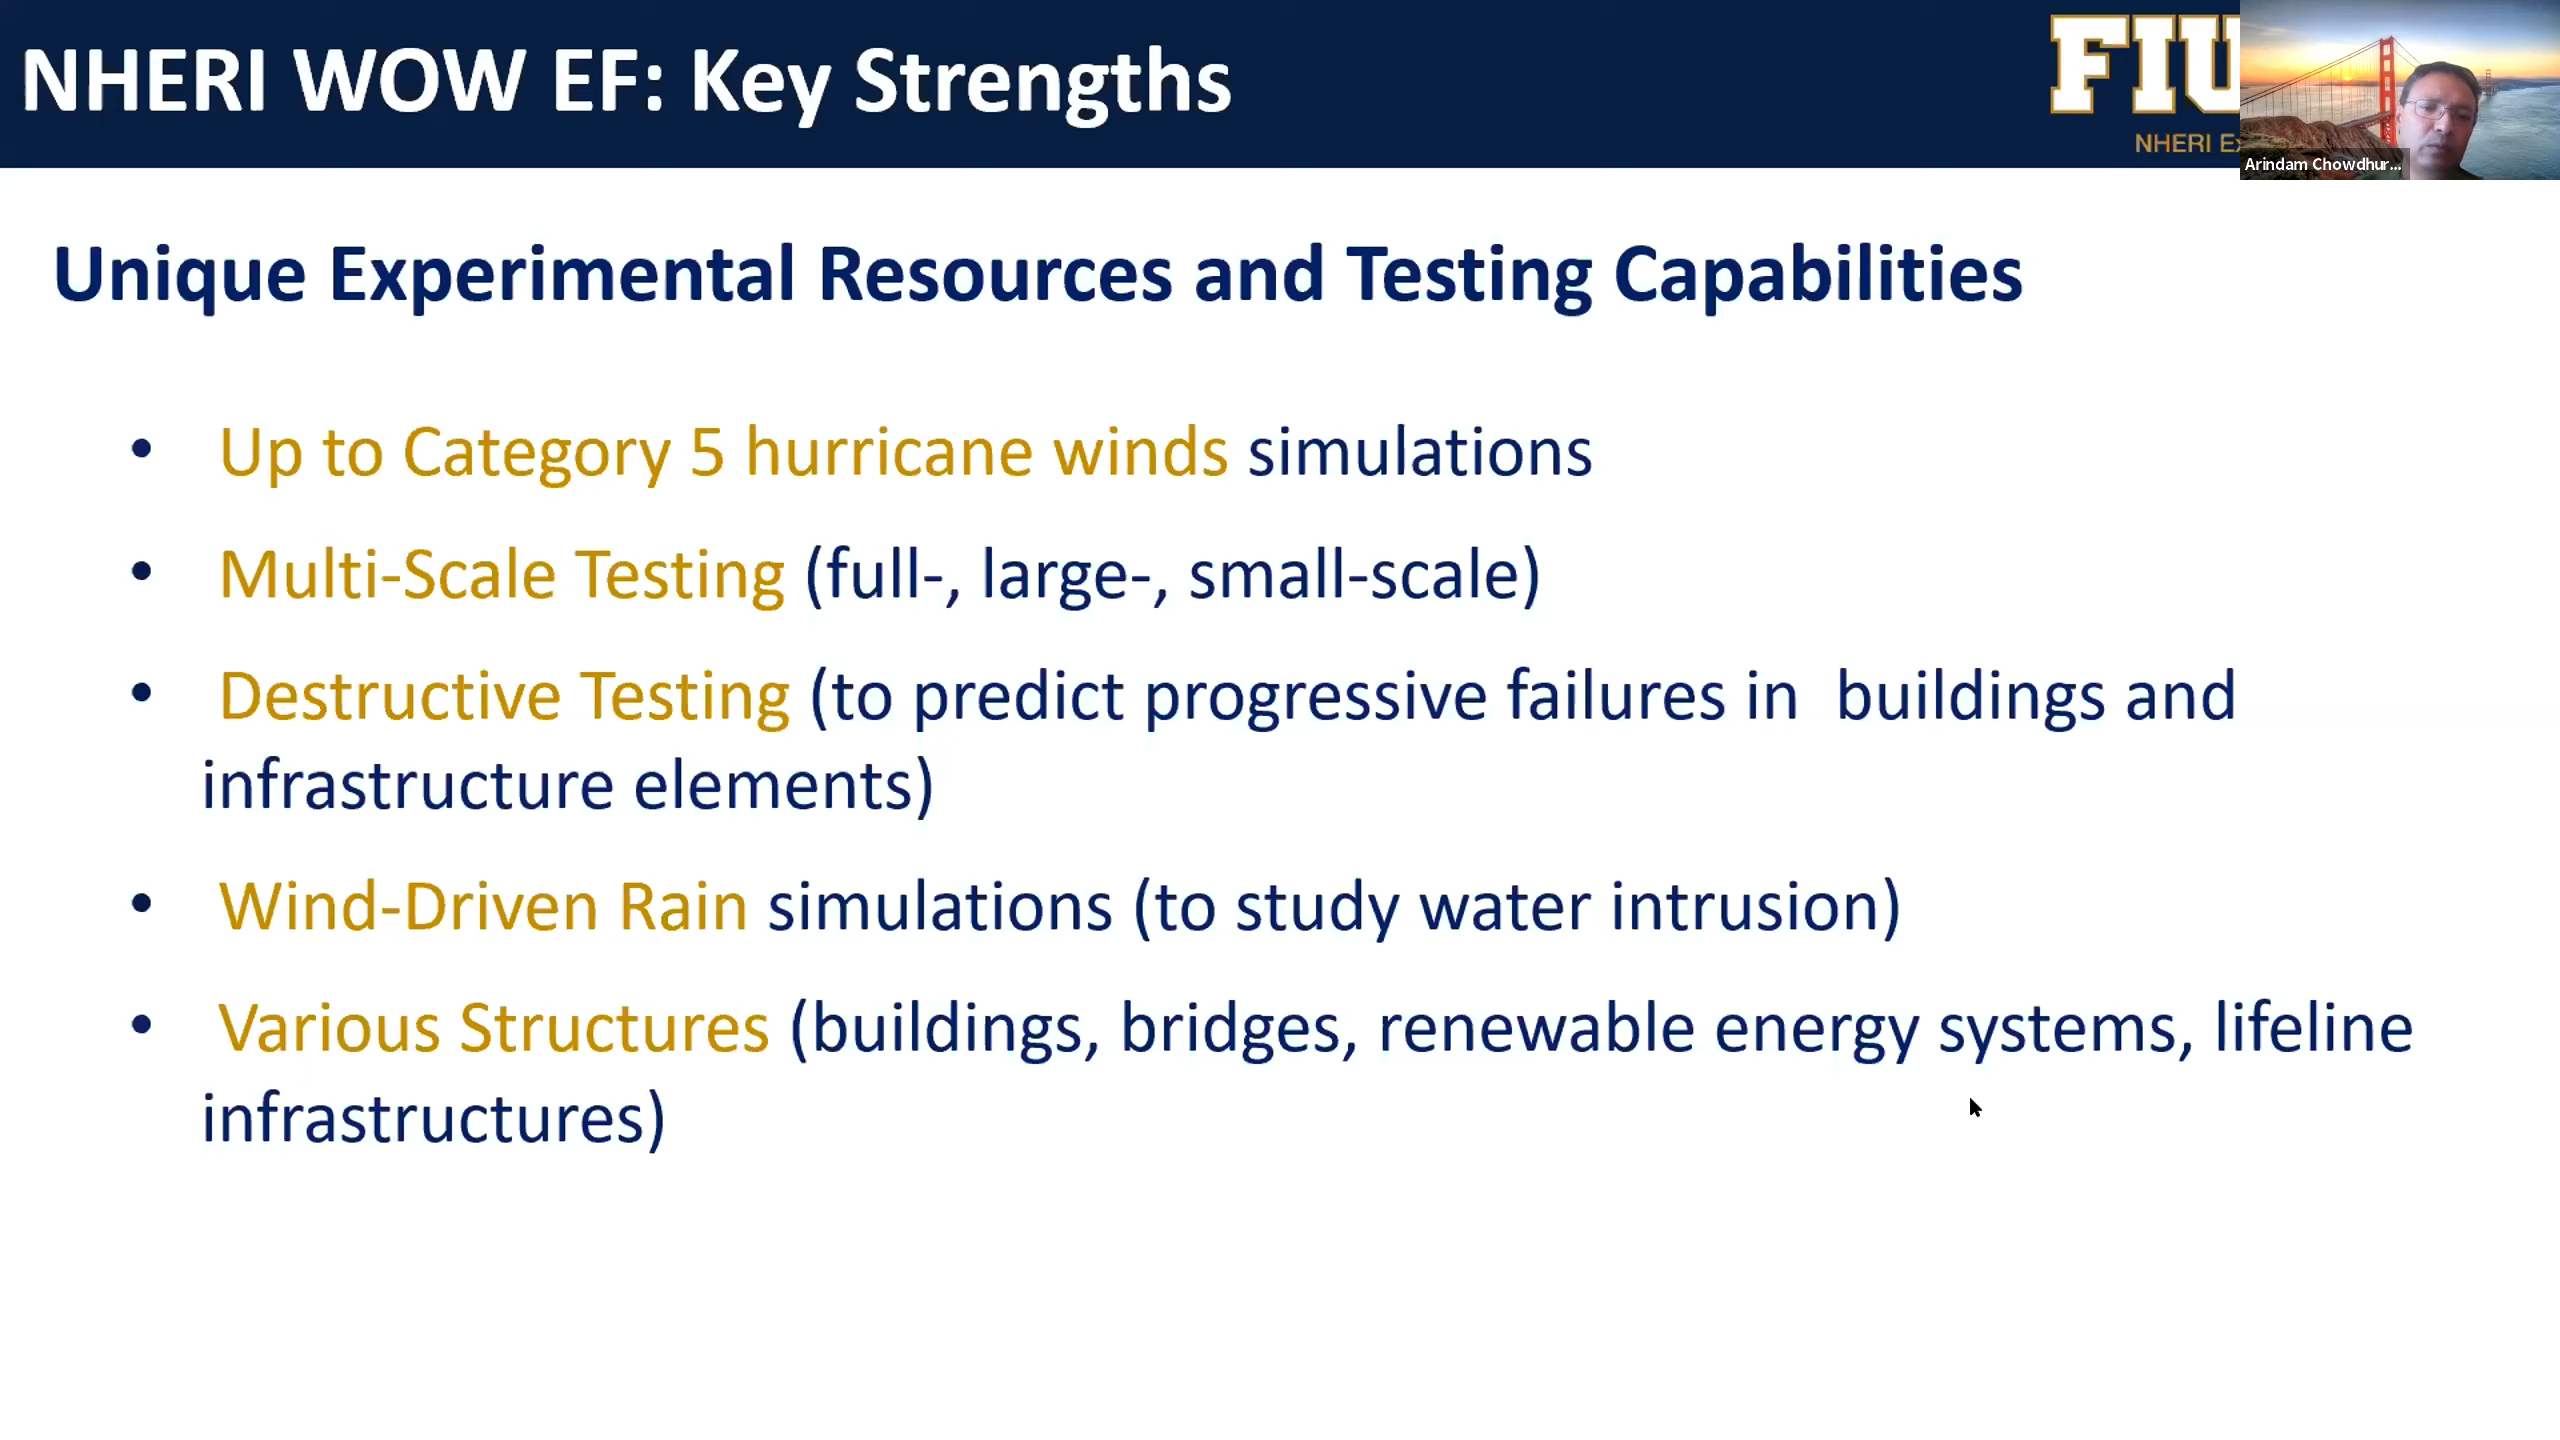 NHERI WOW EF: Key Strengths
FIU
NHERI Ex
Arindam Chowdhur...
Unique Experimental Resources and Testing Capabilities
• Up to Category 5 hurricane winds simulations
• Multi-Scale Testing (full-, large-, small-scale)
• Destructive Testing (to predict progressive failures in  buildings and
infrastructure elements)
• Wind-Driven Rain simulations (to study water intrusion)
• Various Structures (buildings, bridges, renewable energy systems, lifeline
infrastructures)